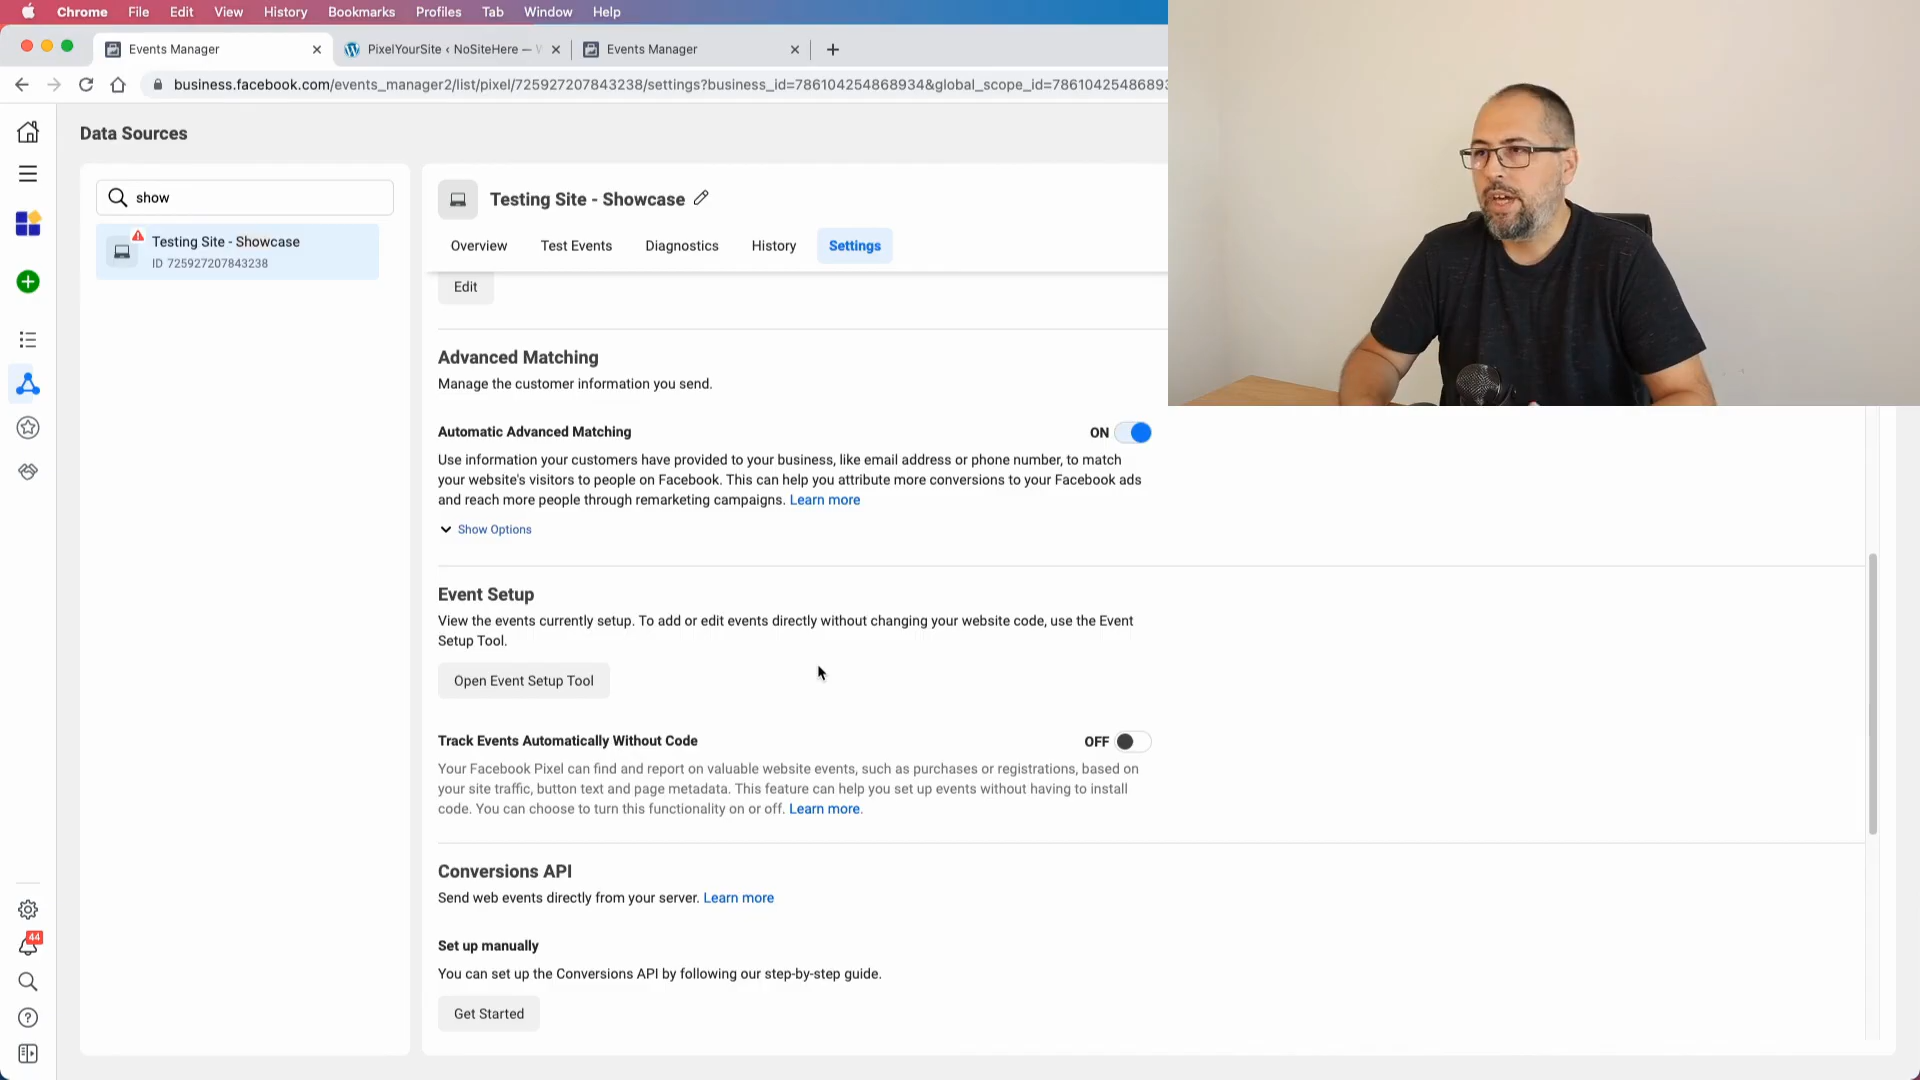 Chrome File Edit View History Bookmarks Profiles Tab Window Help
Events Manager
PixelYourSite ‹ NoSiteHere —
Events Manager
business.facebook.com/events_manager2/list/pixel/725927207843238/settings?business_id=786104254868934&global_scope_id=78610425486893
Data Sources
show
Testing Site - Showcase
ID 725927207843238
Testing Site - Showcase
Overview Test Events Diagnostics History Settings
Edit
Advanced Matching
Manage the customer information you send.
Automatic Advanced Matching
ON
Use information your customers have provided to your business, like email address or phone number, to match
your website's visitors to people on Facebook. This can help you attribute more conversions to your Facebook ads
and reach more people through remarketing campaigns. Learn more
Show Options
Event Setup
View the events currently setup. To add or edit events directly without changing your website code, use the Event
Setup Tool.
Open Event Setup Tool
Track Events Automatically Without Code
OFF
Your Facebook Pixel can find and report on valuable website events, such as purchases or registrations, based on
your site traffic, button text and page metadata. This feature can help you set up events without having to install
code. You can choose to turn this functionality on or off. Learn more.
Conversions API
Send web events directly from your server. Learn more
Set up manually
You can set up the Conversions API by following our step-by-step guide.
Get Started
44